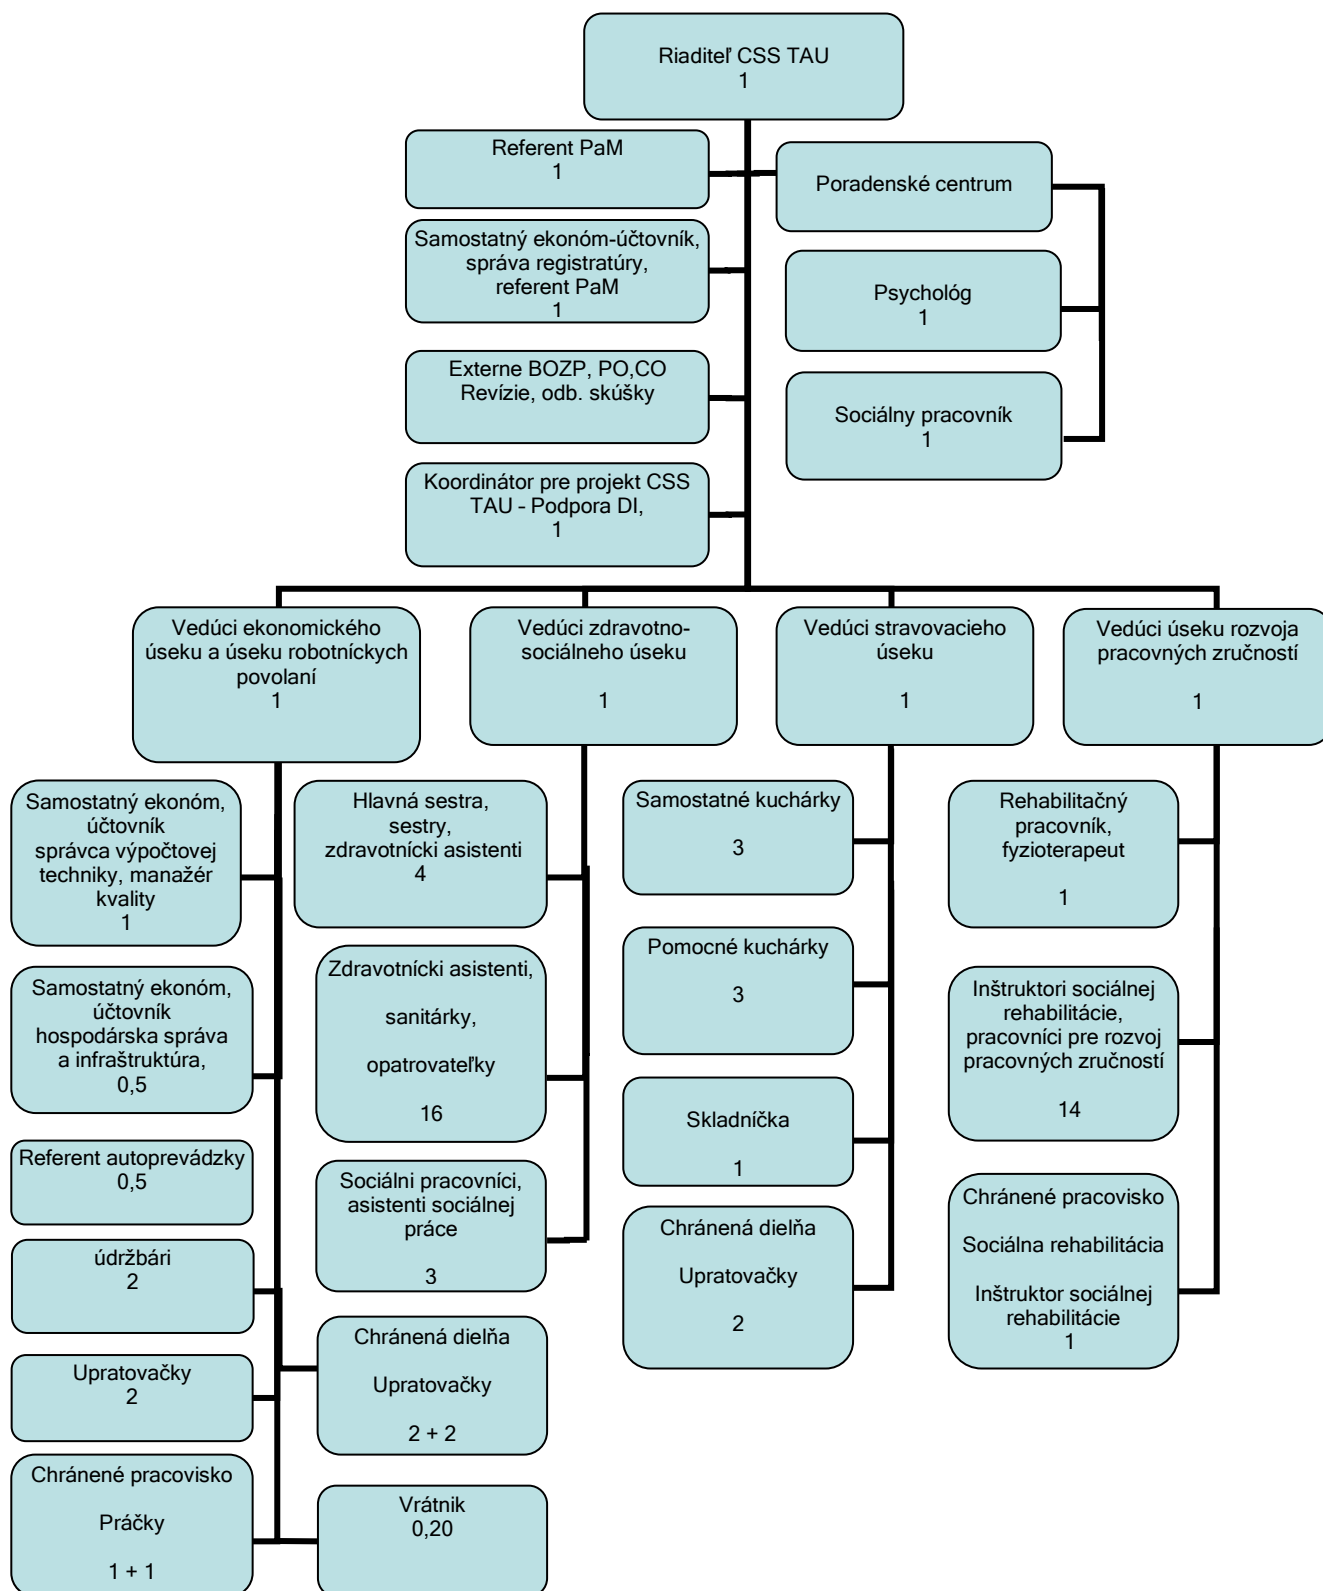 Riaditeľ CSS TAU
1
Referent PaM
1
Poradenské centrum
Samostatný ekonóm-účtovník,
správa registratúry,
referent PaM
1
Psychológ
1
Externe BOZP, PO,CO
Revízie, odb. skúšky
Sociálny pracovník
1
Koordinátor pre projekt CSS
TAU – Podpora DI,
1
Vedúci ekonomického
úseku a úseku robotníckych
povolaní
1
Vedúci zdravotno-
sociálneho úseku
1
Vedúci stravovacieho
úseku
1
Vedúci úseku rozvoja
pracovných zručností
1
Samostatný ekonóm,
účtovník
správca výpočtovej
techniky, manažér
kvality
1
Samostatný ekonóm,
účtovník
hospodárska správa
a infraštruktúra,
0,5
Referent autoprevádzky
0,5
údržbári
2
Upratovačky
2
Chránené pracovisko
Práčky
1 + 1
Hlavná sestra,
sestry,
zdravotnícki asistenti
4
Zdravotnícki asistenti,
sanitárky,
opatrovateľky
16
Sociálni pracovníci,
asistenti sociálnej
práce
3
Chránená dielňa
Upratovačky
2 + 2
Vrátnik
0,20
Samostatné kuchárky
3
Pomocné kuchárky
3
Skladníčka
1
Chránená dielňa
Upratovačky
2
Rehabilitačný
pracovník,
fyzioterapeut
1
Inštruktori sociálnej
rehabilitácie,
pracovníci pre rozvoj
pracovných zručností
14
Chránené pracovisko
Sociálna rehabilitácia
Inštruktor sociálnej
rehabilitácie
1